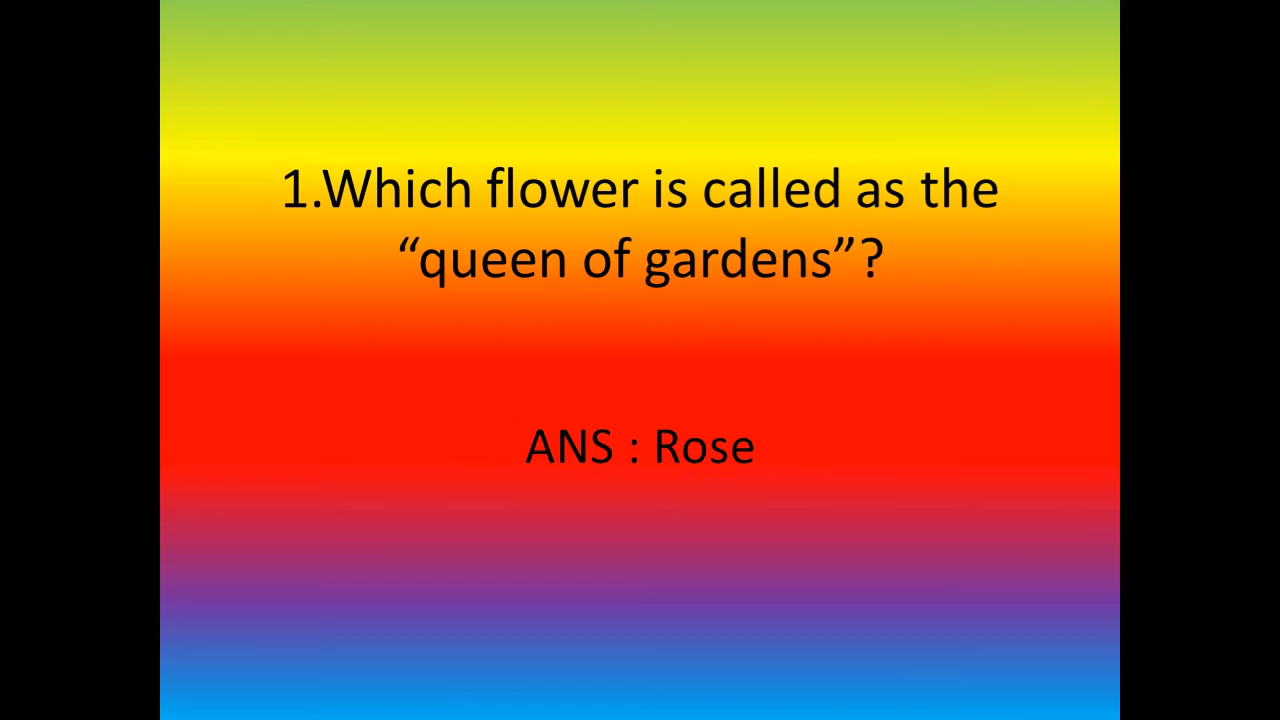 1.Which flower is called as the
“queen of gardens”?
ANS : Rose